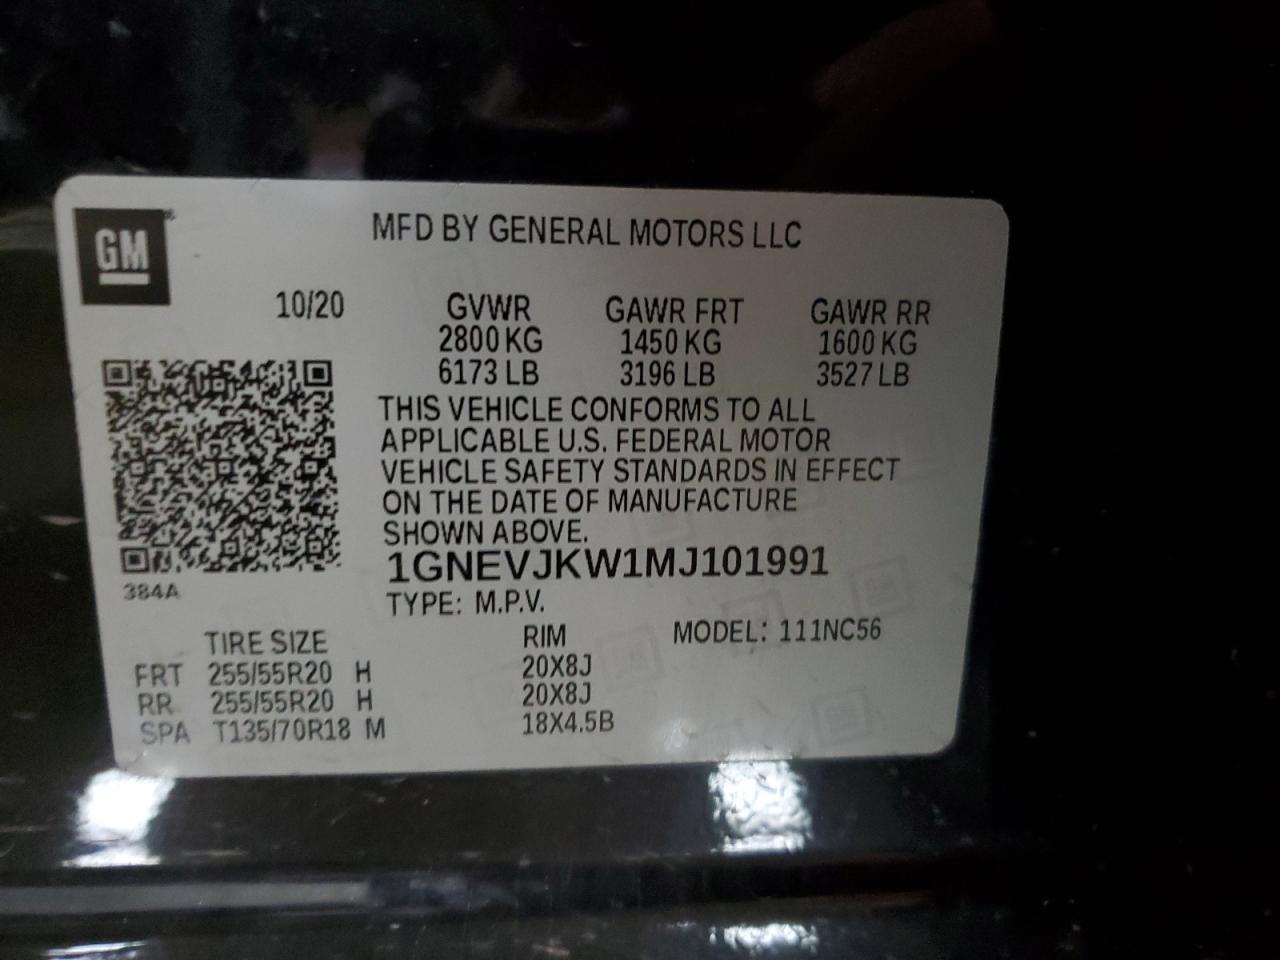 GM
MFD BY GENERAL MOTORS LLC
10/20 GVWR GAWR FRT GAWR RR
2800 KG 1450 KG 1600 KG
6173 LB 3196 LB 3527 LB
THIS VEHICLE CONFORMS TO ALL
APPLICABLE U.S. FEDERAL MOTOR
VEHICLE SAFETY STANDARDS IN EFFECT
ON THE DATE OF MANUFACTURE
SHOWN ABOVE.
1GNEVJKW1MJ101991
384A
TYPE: M.P.V.
TIRE SIZE RIM MODEL: 111NC56
FRT 255/55R20 H 20X8J
RR 255/55R20 H 20X8J
SPA T135/70R18 M 18X4.5B